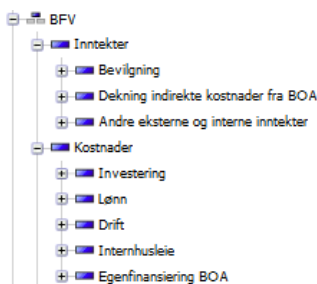 BFV
Inntekter
Bevilgning
Dekning indirekte kostnader fra BOA
Andre eksterne og interne inntekter
Kostnader
Investering
Lønn
Drift
Internhusleie
Egenfinansiering BOA